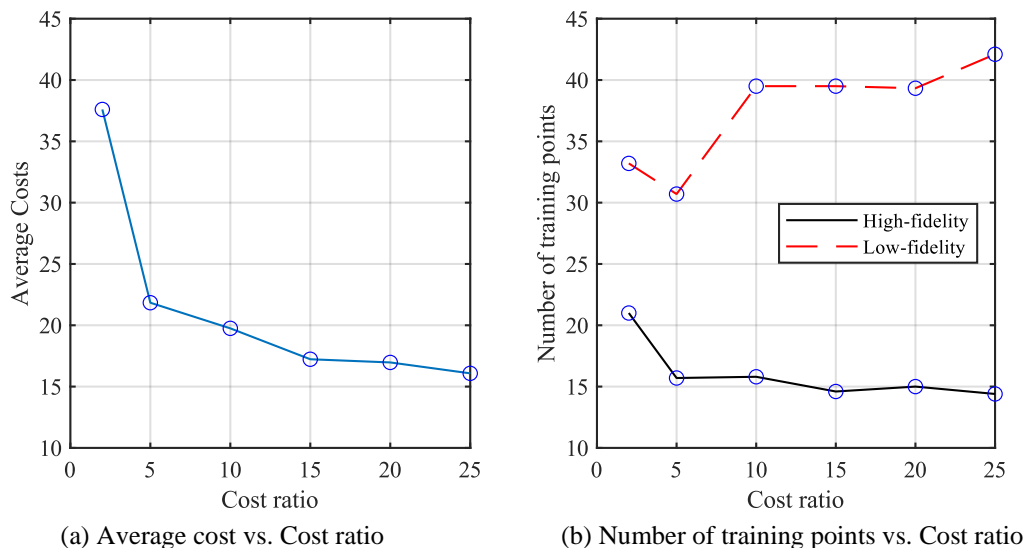 45
40
35
30
25
20
15
10
Average Costs
0 5 10 15 20 25
Cost ratio
(a) Average cost vs. Cost ratio
45
40
35
30
25
20
15
10
Number of training points
High-fidelity
Low-fidelity
0 5 10 15 20 25
Cost ratio
(b) Number of training points vs. Cost ratio